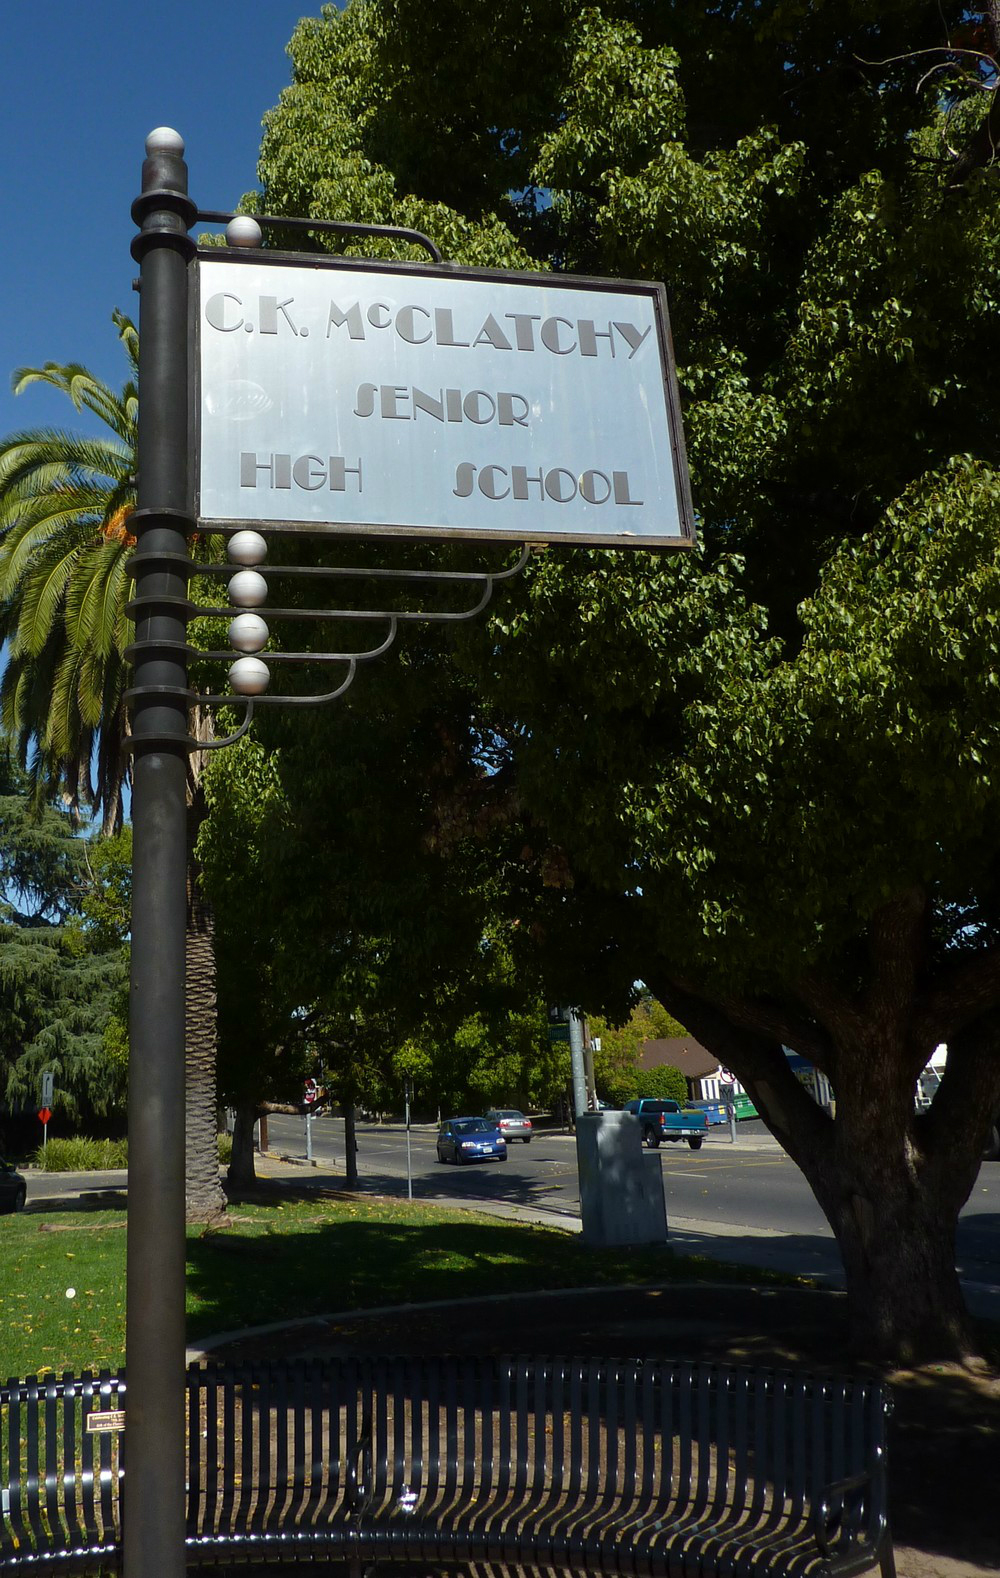 C.K. McCLATCHY
SENIOR
HIGH SCHOOL